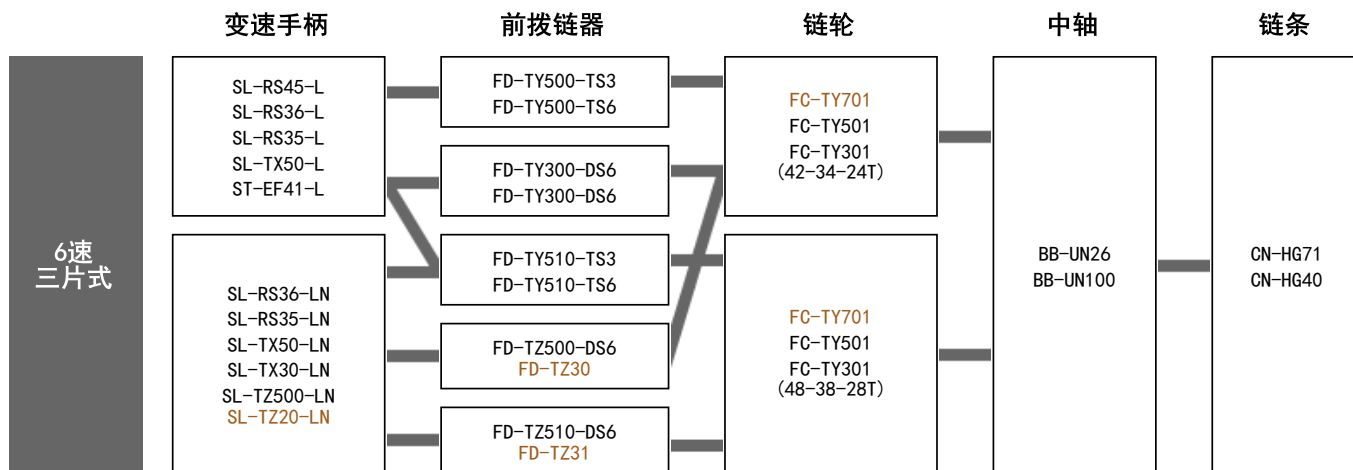 变速手柄
前拨链器
链轮
中轴
链条
6速
三片式
SL-RS45-L
SL-RS36-L
SL-RS35-L
SL-TX50-L
ST-EF41-L
SL-RS36-LN
SL-RS35-LN
SL-TX50-LN
SL-TX30-LN
SL-TZ500-LN
SL-TZ20-LN
FD-TY500-TS3
FD-TY500-TS6
FD-TY300-DS6
FD-TY300-DS6
FD-TY510-TS3
FD-TY510-TS6
FD-TZ500-DS6
FD-TZ30
FD-TZ510-DS6
FD-TZ31
FC-TY701
FC-TY501
FC-TY301
(42-34-24T)
FC-TY701
FC-TY501
FC-TY301
(48-38-28T)
BB-UN26
BB-UN100
CN-HG71
CN-HG40